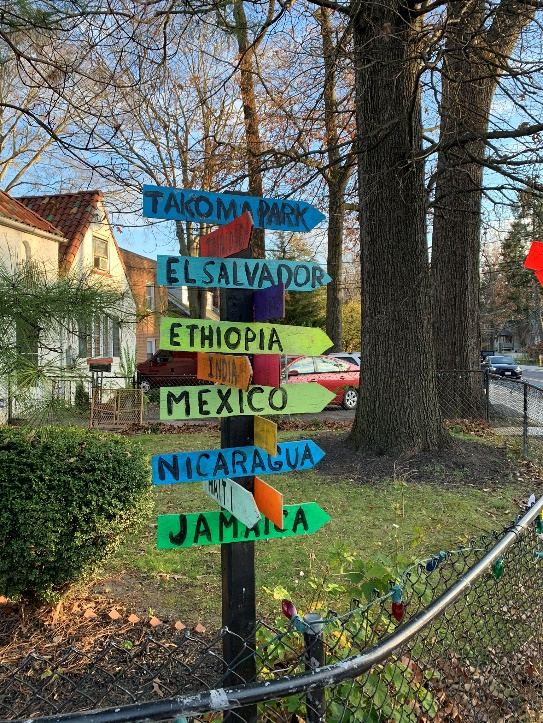 TAKOMA PARK
EL SALVADOR
ETHIOPIA
INDIA
MEXICO
NICARAGUA
HAITI
JAMAICA